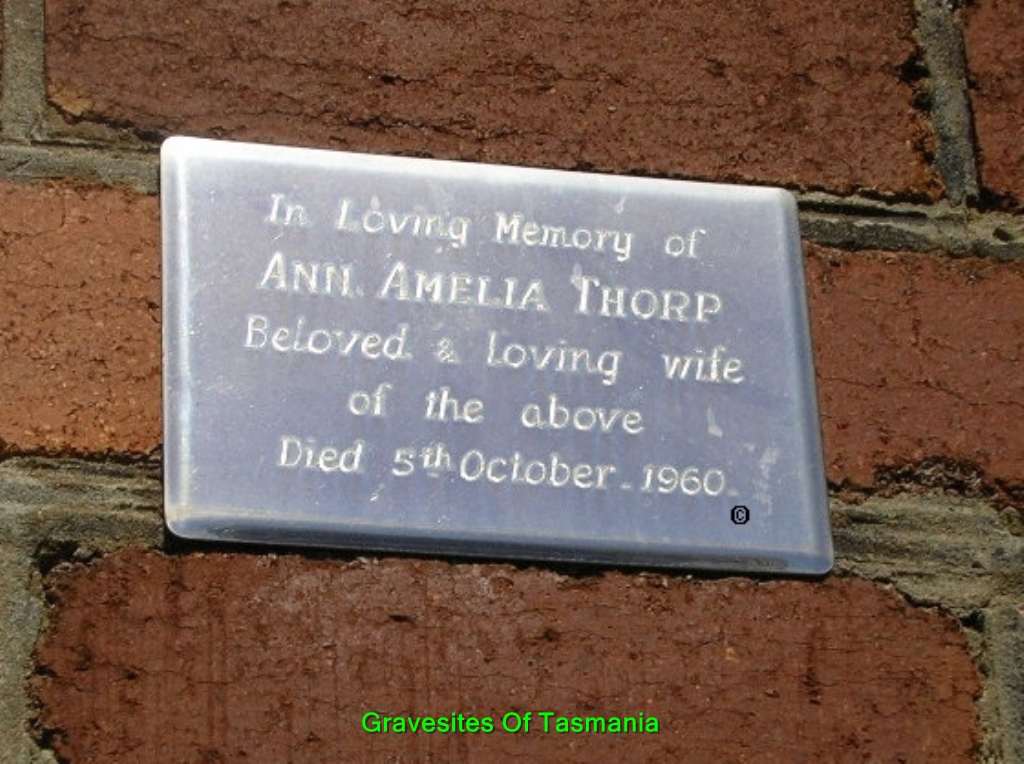 In Loving Memory of
ANN AMELIA THORP
Beloved & Loving wife
of the above
Died 5th October 1960.
©
Gravesites Of Tasmania